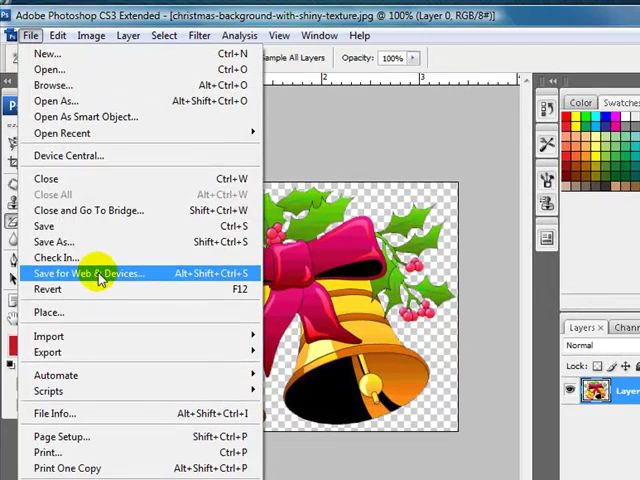 Adobe Photoshop CS3 Extended - [christmas-background-with-shiny-texture.jpg @ 100% (Layer 0, RGB/8#)]
File Edit Image Layer Select Filter Analysis View Window Help
Sample All Layers Opacity: 100%
New... Ctrl+N
Open... Ctrl+O
Browse... Alt+Ctrl+O
Open As... Alt+Shift+Ctrl+O
Open As Smart Object...
Open Recent
Device Central...
Close Ctrl+W
Close All Alt+Ctrl+W
Close and Go To Bridge... Shift+Ctrl+W
Save Ctrl+S
Save As... Shift+Ctrl+S
Check In...
Save for Web & Devices... Alt+Shift+Ctrl+S
Revert F12
Place...
Import
Export
Automate
Scripts
File Info... Alt+Shift+Ctrl+I
Page Setup... Shift+Ctrl+P
Print... Ctrl+P
Print One Copy Alt+Shift+Ctrl+P
2 3
Color Swatches
Layers × Chann
Normal
Lock:
Layer